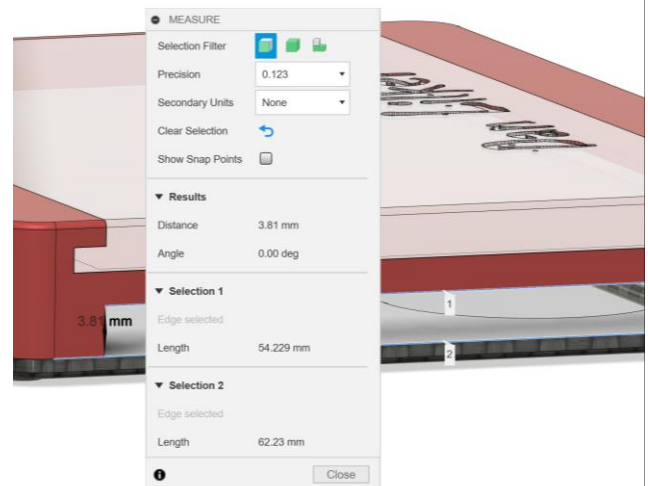 MEASURE
Selection Filter
Precision 0.123
Secondary Units None
Clear Selection
Show Snap Points
Results
Distance 3.81 mm
Angle 0.00 deg
Selection 1
Edge selected
Length 54.229 mm
Selection 2
Edge selected
Length 62.23 mm
Close
3.81 mm
1
2